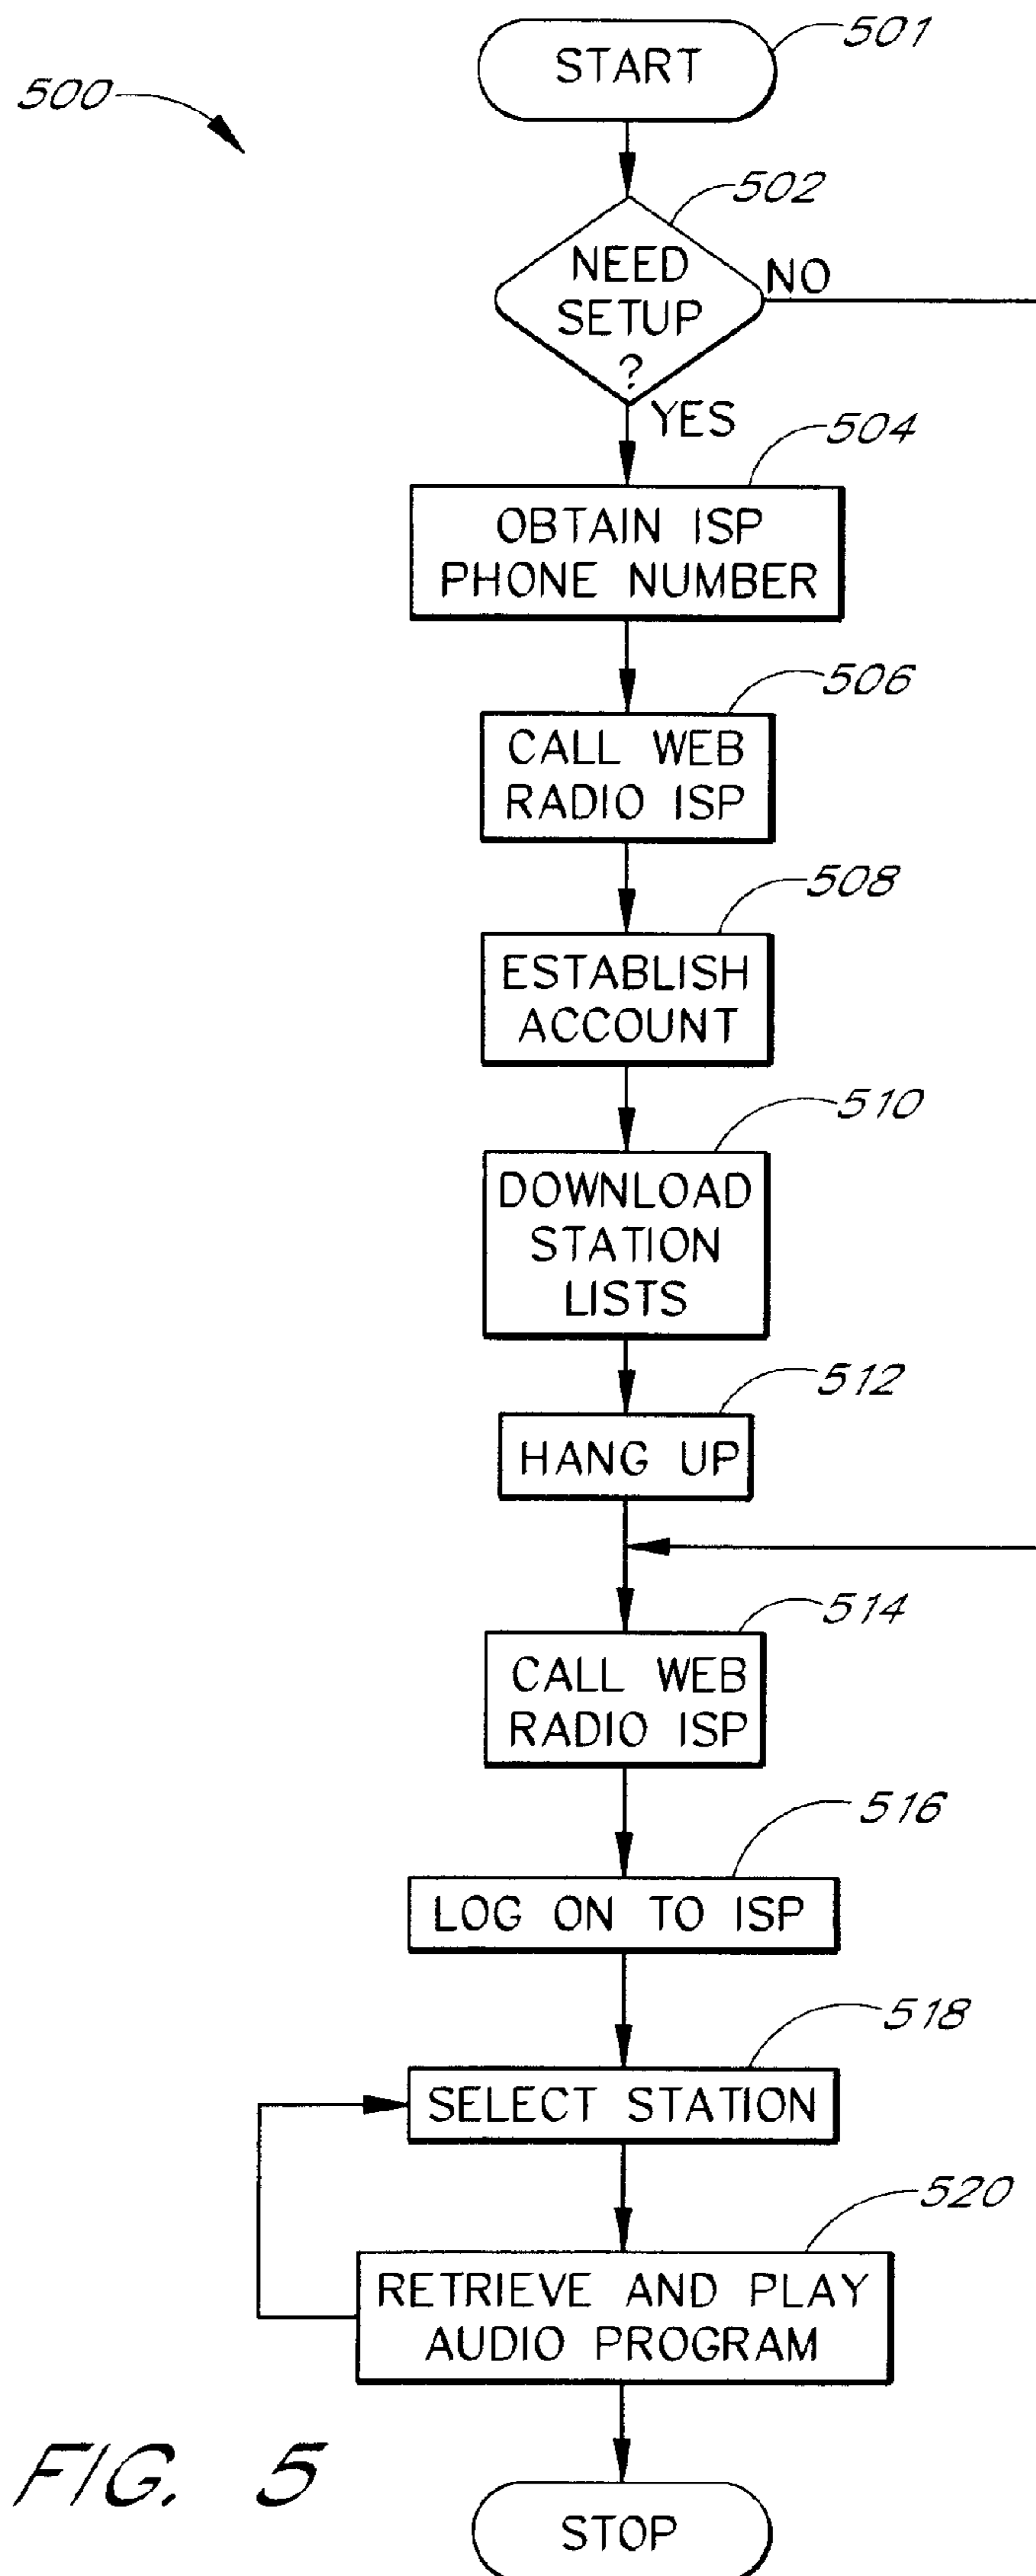 501
START
500
502
NEED
SETUP
?
NO
YES
504
OBTAIN ISP
PHONE NUMBER
506
CALL WEB
RADIO ISP
508
ESTABLISH
ACCOUNT
510
DOWNLOAD
STATION
LISTS
512
HANG UP
514
CALL WEB
RADIO ISP
516
LOG ON TO ISP
518
SELECT STATION
520
RETRIEVE AND PLAY
AUDIO PROGRAM
FIG. 5
STOP